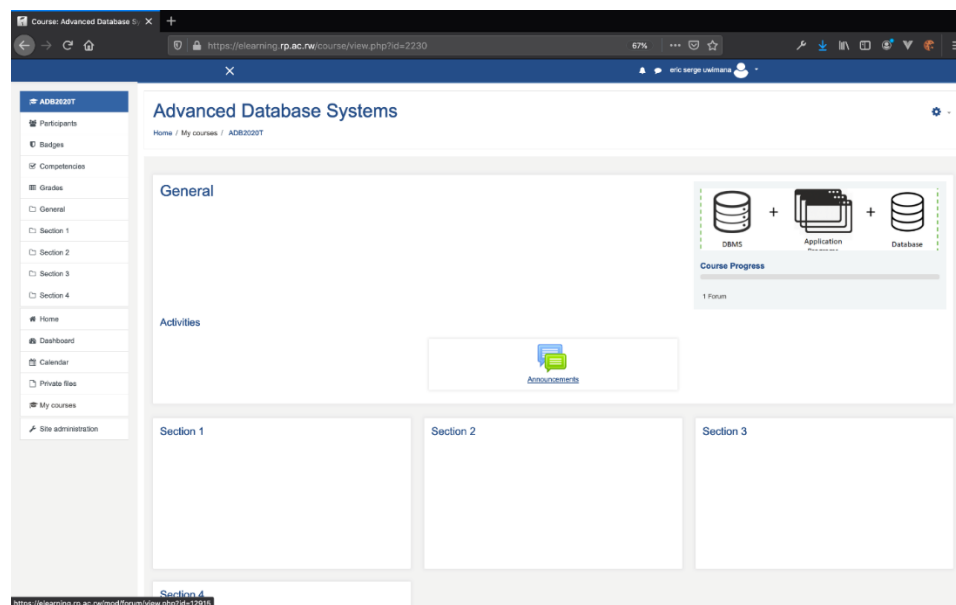 Course: Advanced Database Sy
https://elearning.rp.ac.rw/course/view.php?id=2230
67%
eric serge uwimana
ADB2020T
Participants
Badges
Competencies
Grades
General
Section 1
Section 2
Section 3
Section 4
Home
Dashboard
Calendar
Private files
My courses
Site administration
Advanced Database Systems
Home / My courses / ADB2020T
General
+ +
DBMS Application Database
Course Progress
1 Forum
Activities
Announcements
Section 1
Section 2
Section 3
Section 4
https://elearning.rp.ac.rw/mod/forum/view.php?id=12915